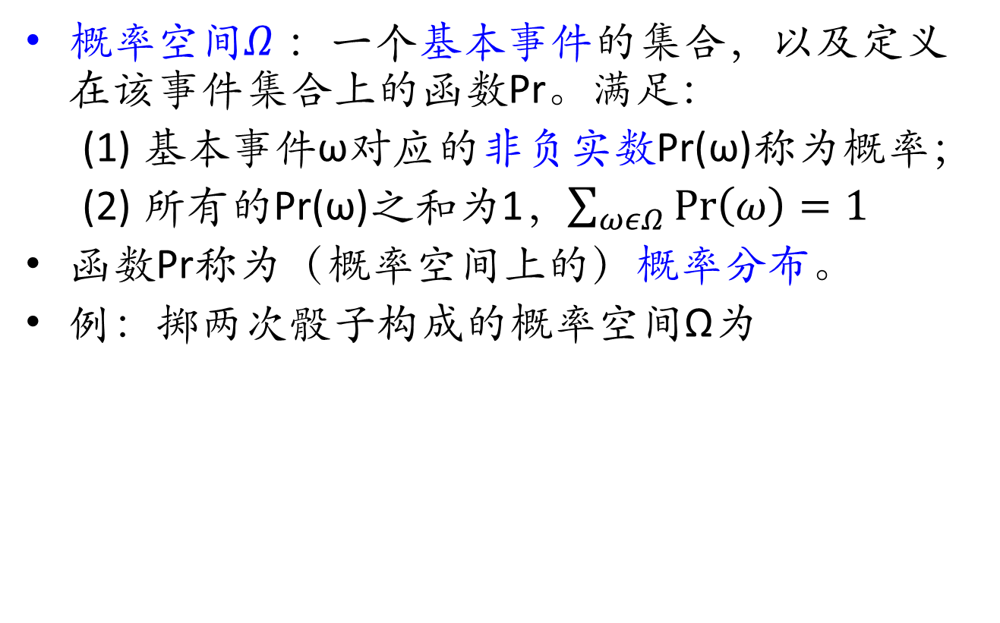 • 概率空间Ω：一个基本事件的集合，以及定义
在该事件集合上的函数Pr。满足：
(1) 基本事件ω对应的非负实数Pr(ω)称为概率；
(2) 所有的Pr(ω)之和为1，∑_{ωϵΩ} Pr(ω) = 1
• 函数Pr称为（概率空间上的）概率分布。
• 例：掷两次骰子构成的概率空间Ω为